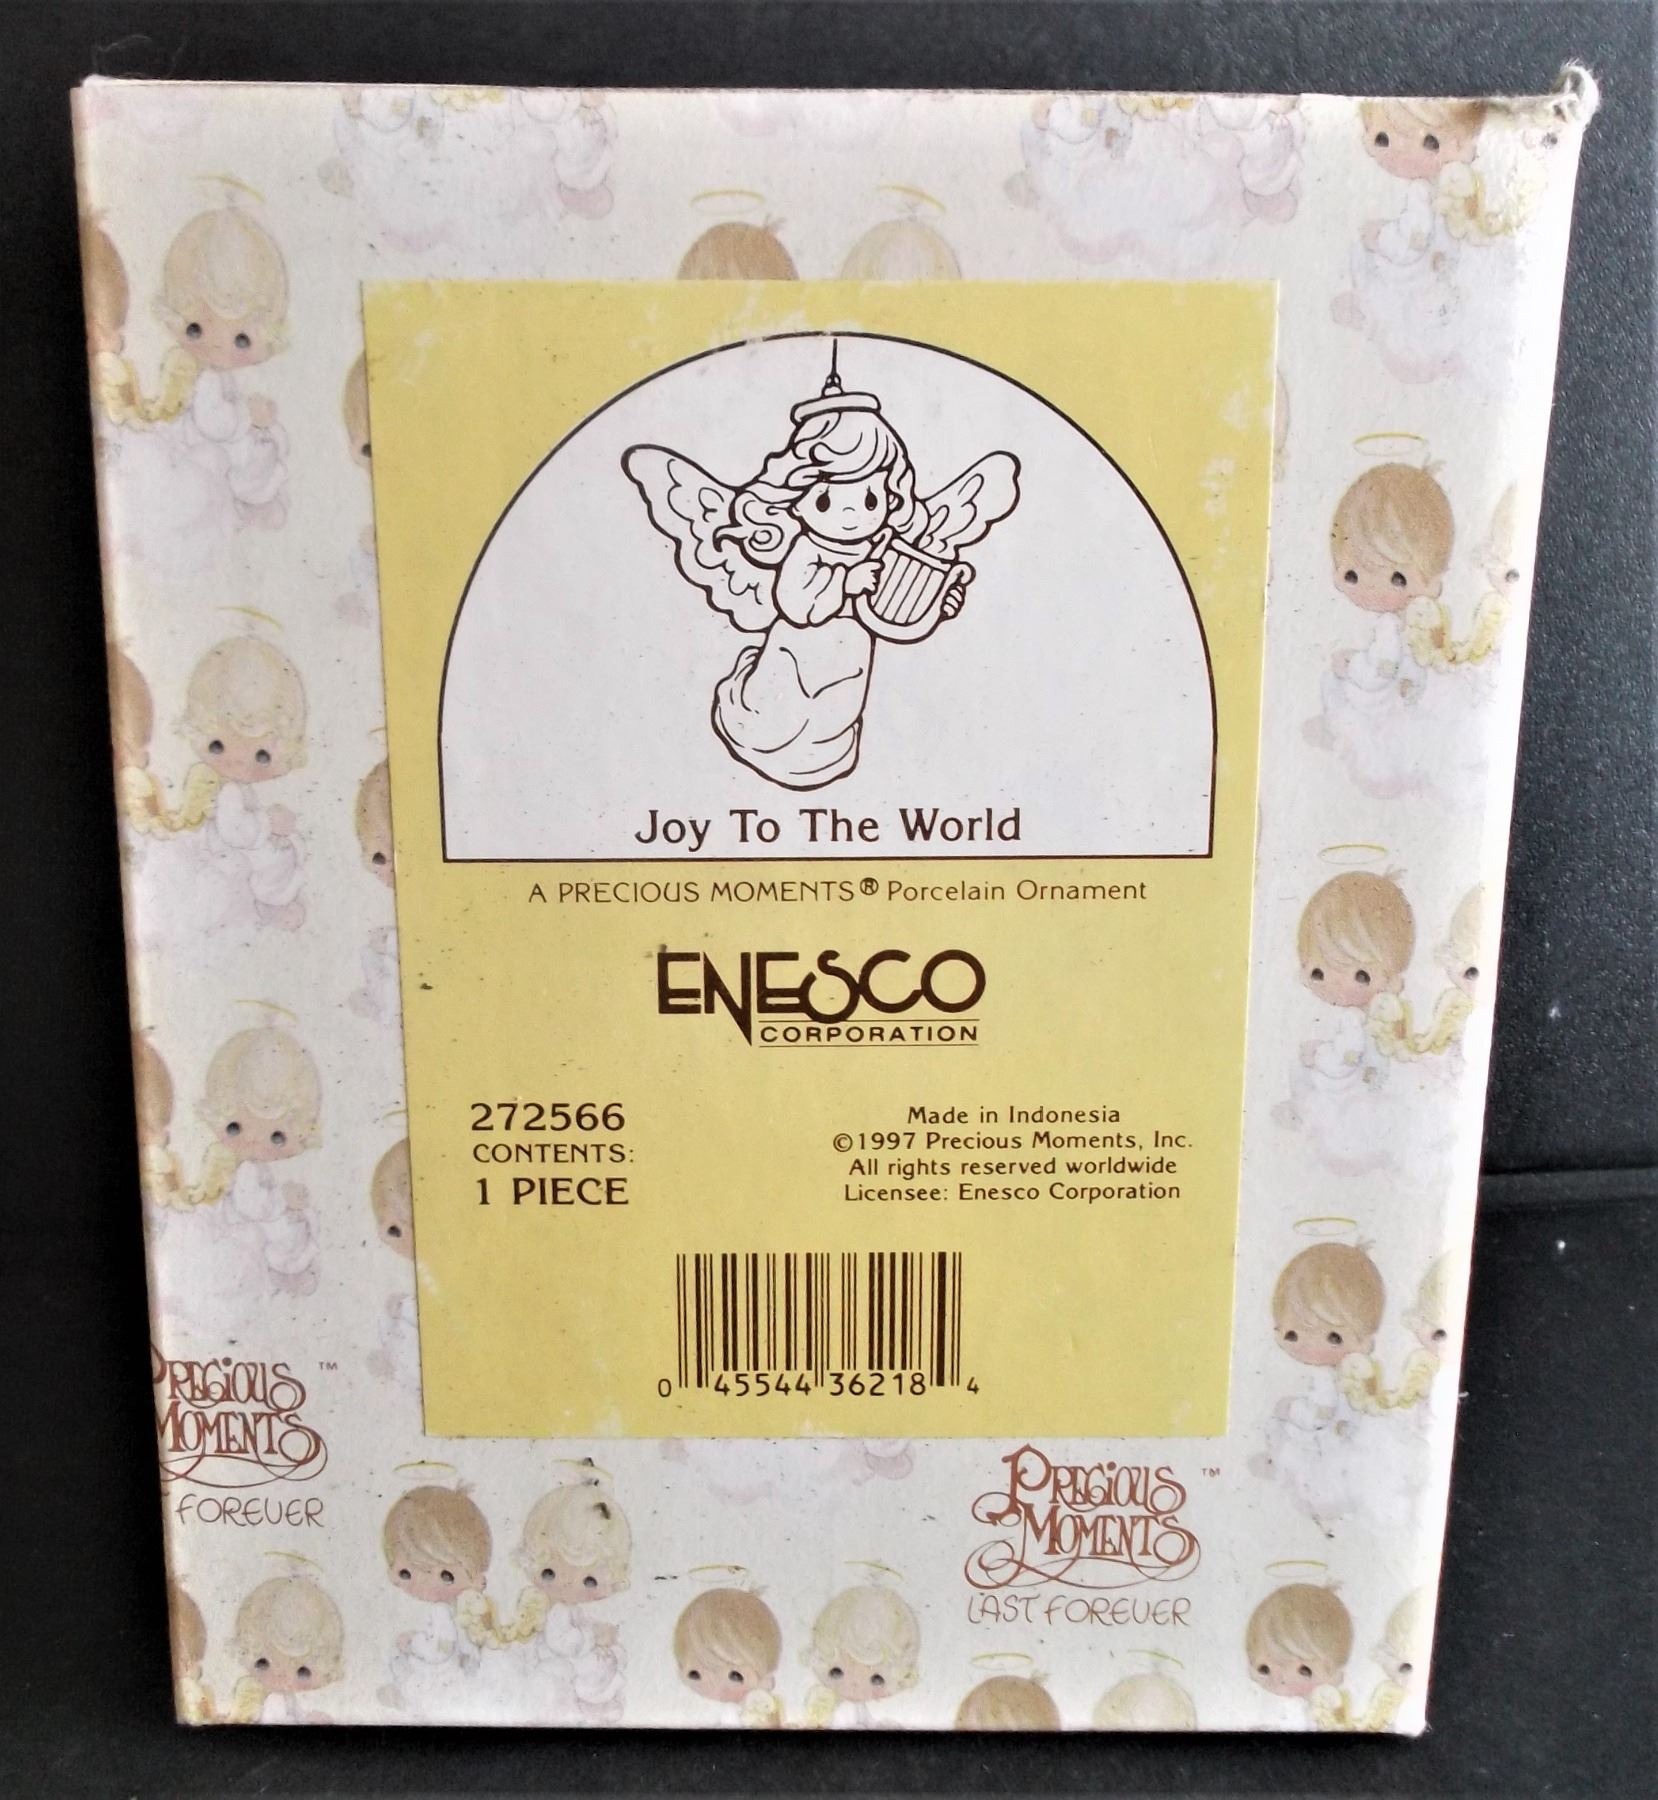 Joy To The World
A PRECIOUS MOMENTS® Porcelain Ornament
ENESCO
CORPORATION
272566
CONTENTS:
1 PIECE
Made in Indonesia
©1997 Precious Moments, Inc.
All rights reserved worldwide
Licensee: Enesco Corporation
0 45544 36218 4
PRECIOUS ™
MOMENTS
FOREVER
PRECIOUS ™
MOMENTS
LAST FOREVER